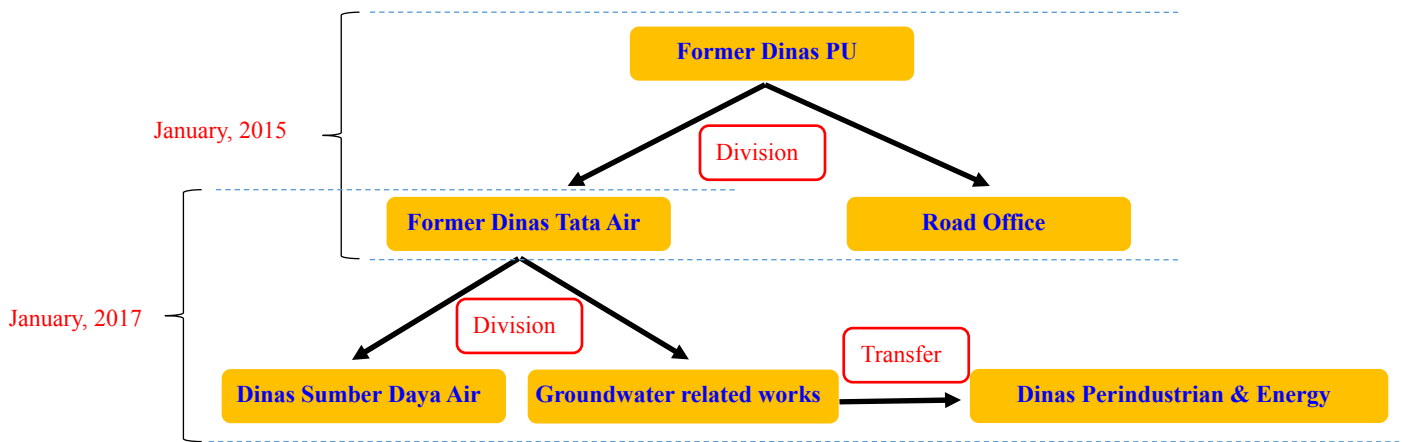 Former Dinas PU
January, 2015
Division
Former Dinas Tata Air
Road Office
January, 2017
Division
Transfer
Dinas Sumber Daya Air
Groundwater related works
Dinas Perindustrian & Energy